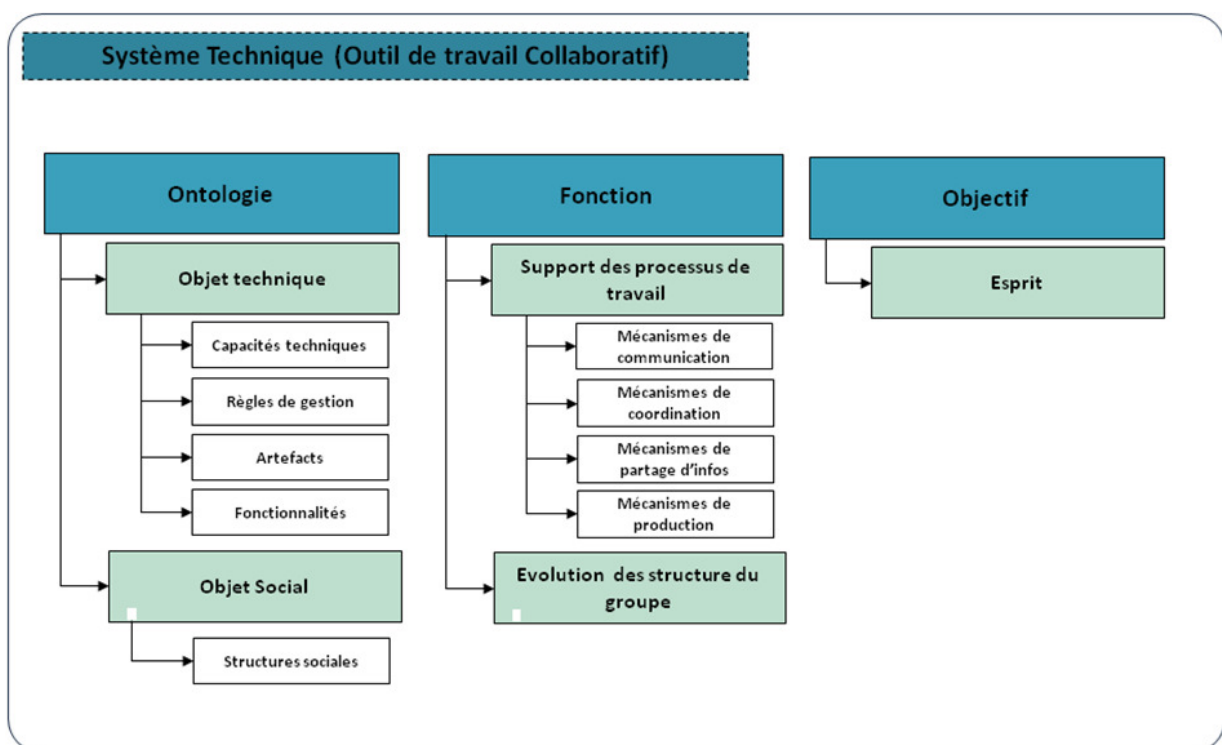 Système Technique (Outil de travail Collaboratif)
Ontologie
Objet technique
Capacités techniques
Règles de gestion
Artefacts
Fonctionnalités
Objet Social
Structures sociales
Fonction
Support des processus de
travail
Mécanismes de
communication
Mécanismes de
coordination
Mécanismes de
partage d'infos
Mécanismes de
production
Evolution des structure du
groupe
Objectif
Esprit